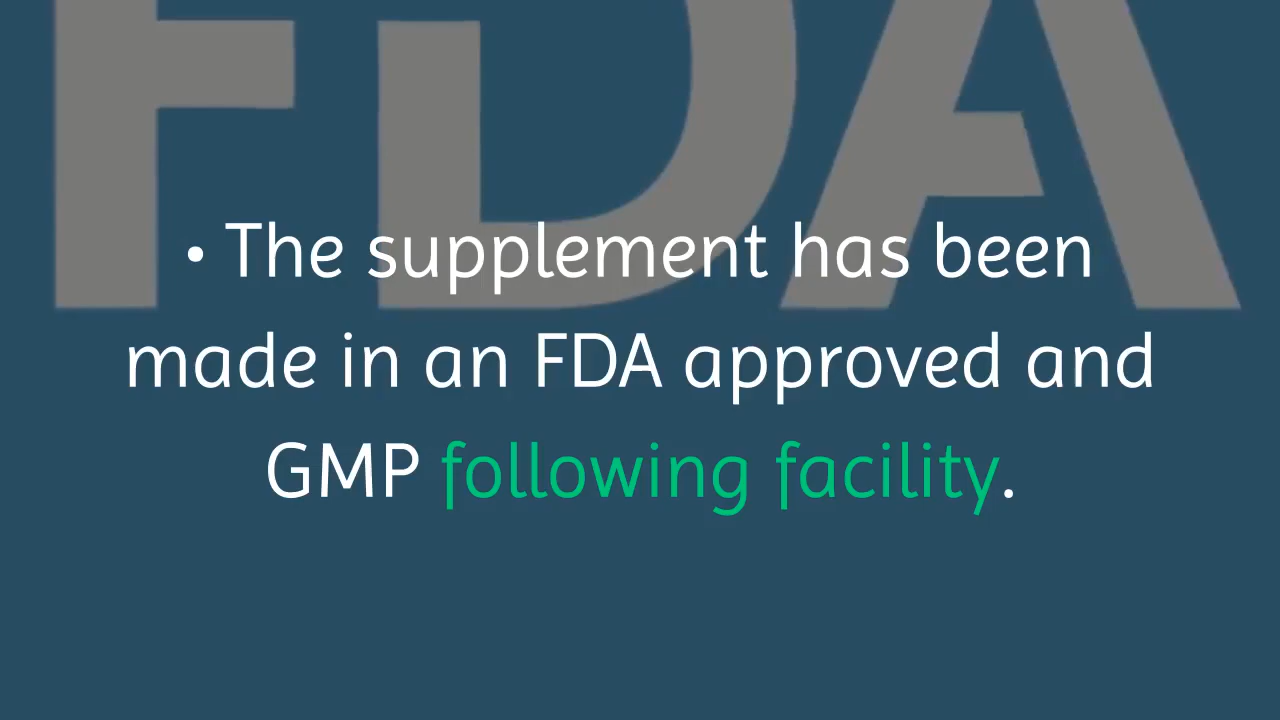 FDA
• The supplement has been
made in an FDA approved and
GMP following facility.